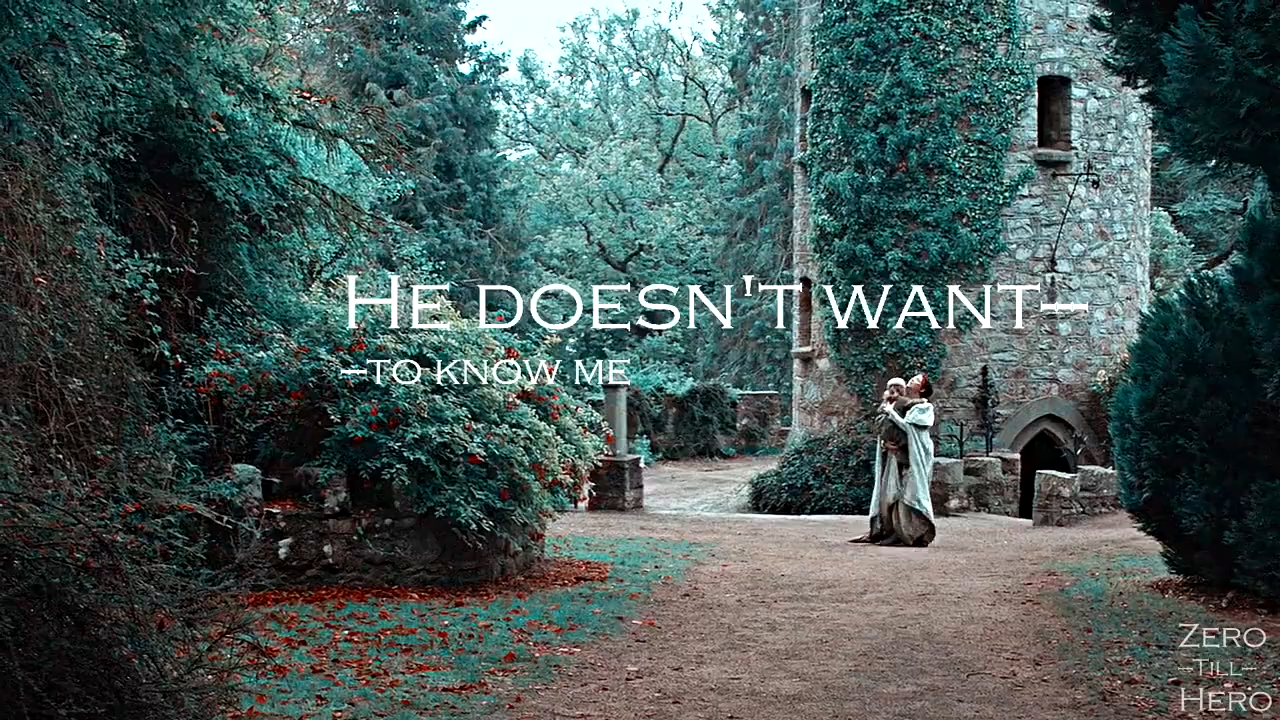 He doesn't want–
–to know me
Zero
–Till–
Hero